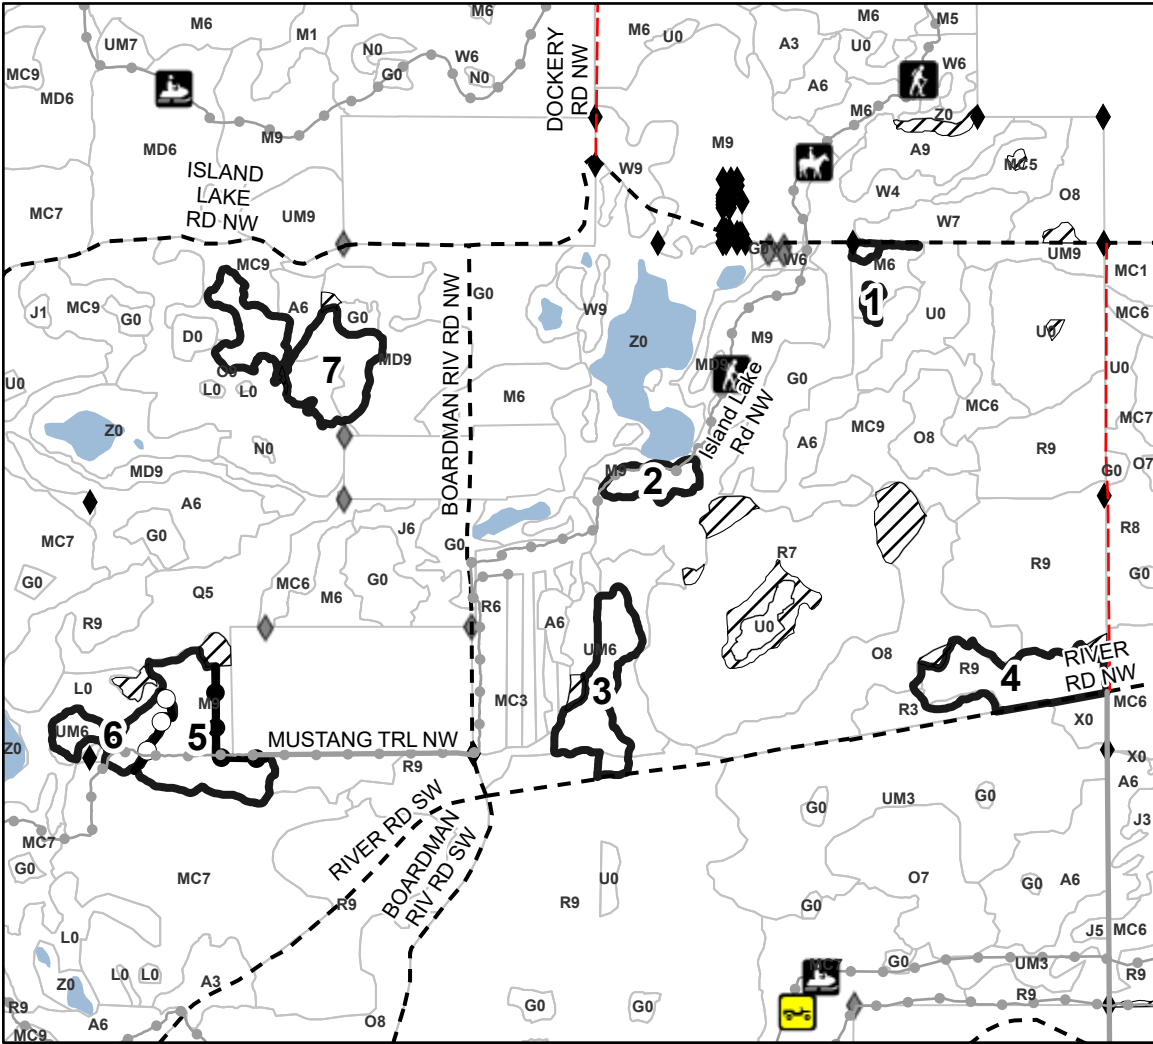 M6
M5
M6
M6
UM7
M1
N0
W6
U0
A3
U0
W6
MC9
G0
N0
DOCKERY
RD NW
A6
MD6
M6
Z0
M9
M9
A9
MD6
MC5
ISLAND
LAKE
RD NW
W9
W4
O8
MC7
UM9
W7
G0
W6
UM9
MC9
M6
MC1
G0
J1
MC9
G0
A6
G0
W9
1
U0
MC6
D0
Z0
M9
U0
MD9
7
MD9
U0
U0
L0
L0
BOARDMAN RIV RD NW
M6
Island Lake
Rd NW
G0
MC6
MC7
Z0
A6
MC9
O8
R9
N0
MD9
M9
2
G0
O7
A6
J6
R8
MC7
G0
G0
R7
R9
G0
G0
MC6
G0
Q5
M6
R6
A6
U0
R9
UM6
O8
RIVER
RD NW
L0
R9
4
3
M9
MC3
R3
MC6
UM6
6
5
MUSTANG TRL NW
X0
Z0
R9
X0
A6
RIVER RD SW
G0
UM3
G0
BOARDMAN
RIV RD SW
J3
MC7
G0
MC7
U0
O7
G0
A6
R9
R9
G0
J5
MC6
L0
G0
UM3
MC7
L0
L0
A3
R9
Z0
R9
R9
G0
G0
A6
O8
MC9